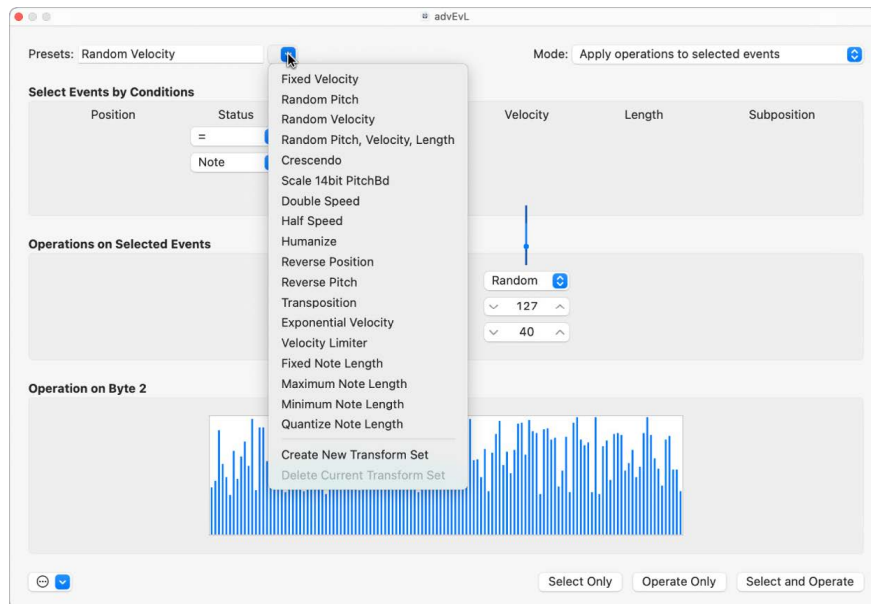 advEvL
Presets: Random Velocity
Mode: Apply operations to selected events
Select Events by Conditions
Position Status Velocity Length Subposition
=
Note
Fixed Velocity
Random Pitch
Random Velocity
Random Pitch, Velocity, Length
Crescendo
Scale 14bit PitchBd
Double Speed
Half Speed
Humanize
Reverse Position
Reverse Pitch
Transposition
Exponential Velocity
Velocity Limiter
Fixed Note Length
Maximum Note Length
Minimum Note Length
Quantize Note Length
Create New Transform Set
Delete Current Transform Set
Operations on Selected Events
Random
127
40
Operation on Byte 2
Select Only Operate Only Select and Operate